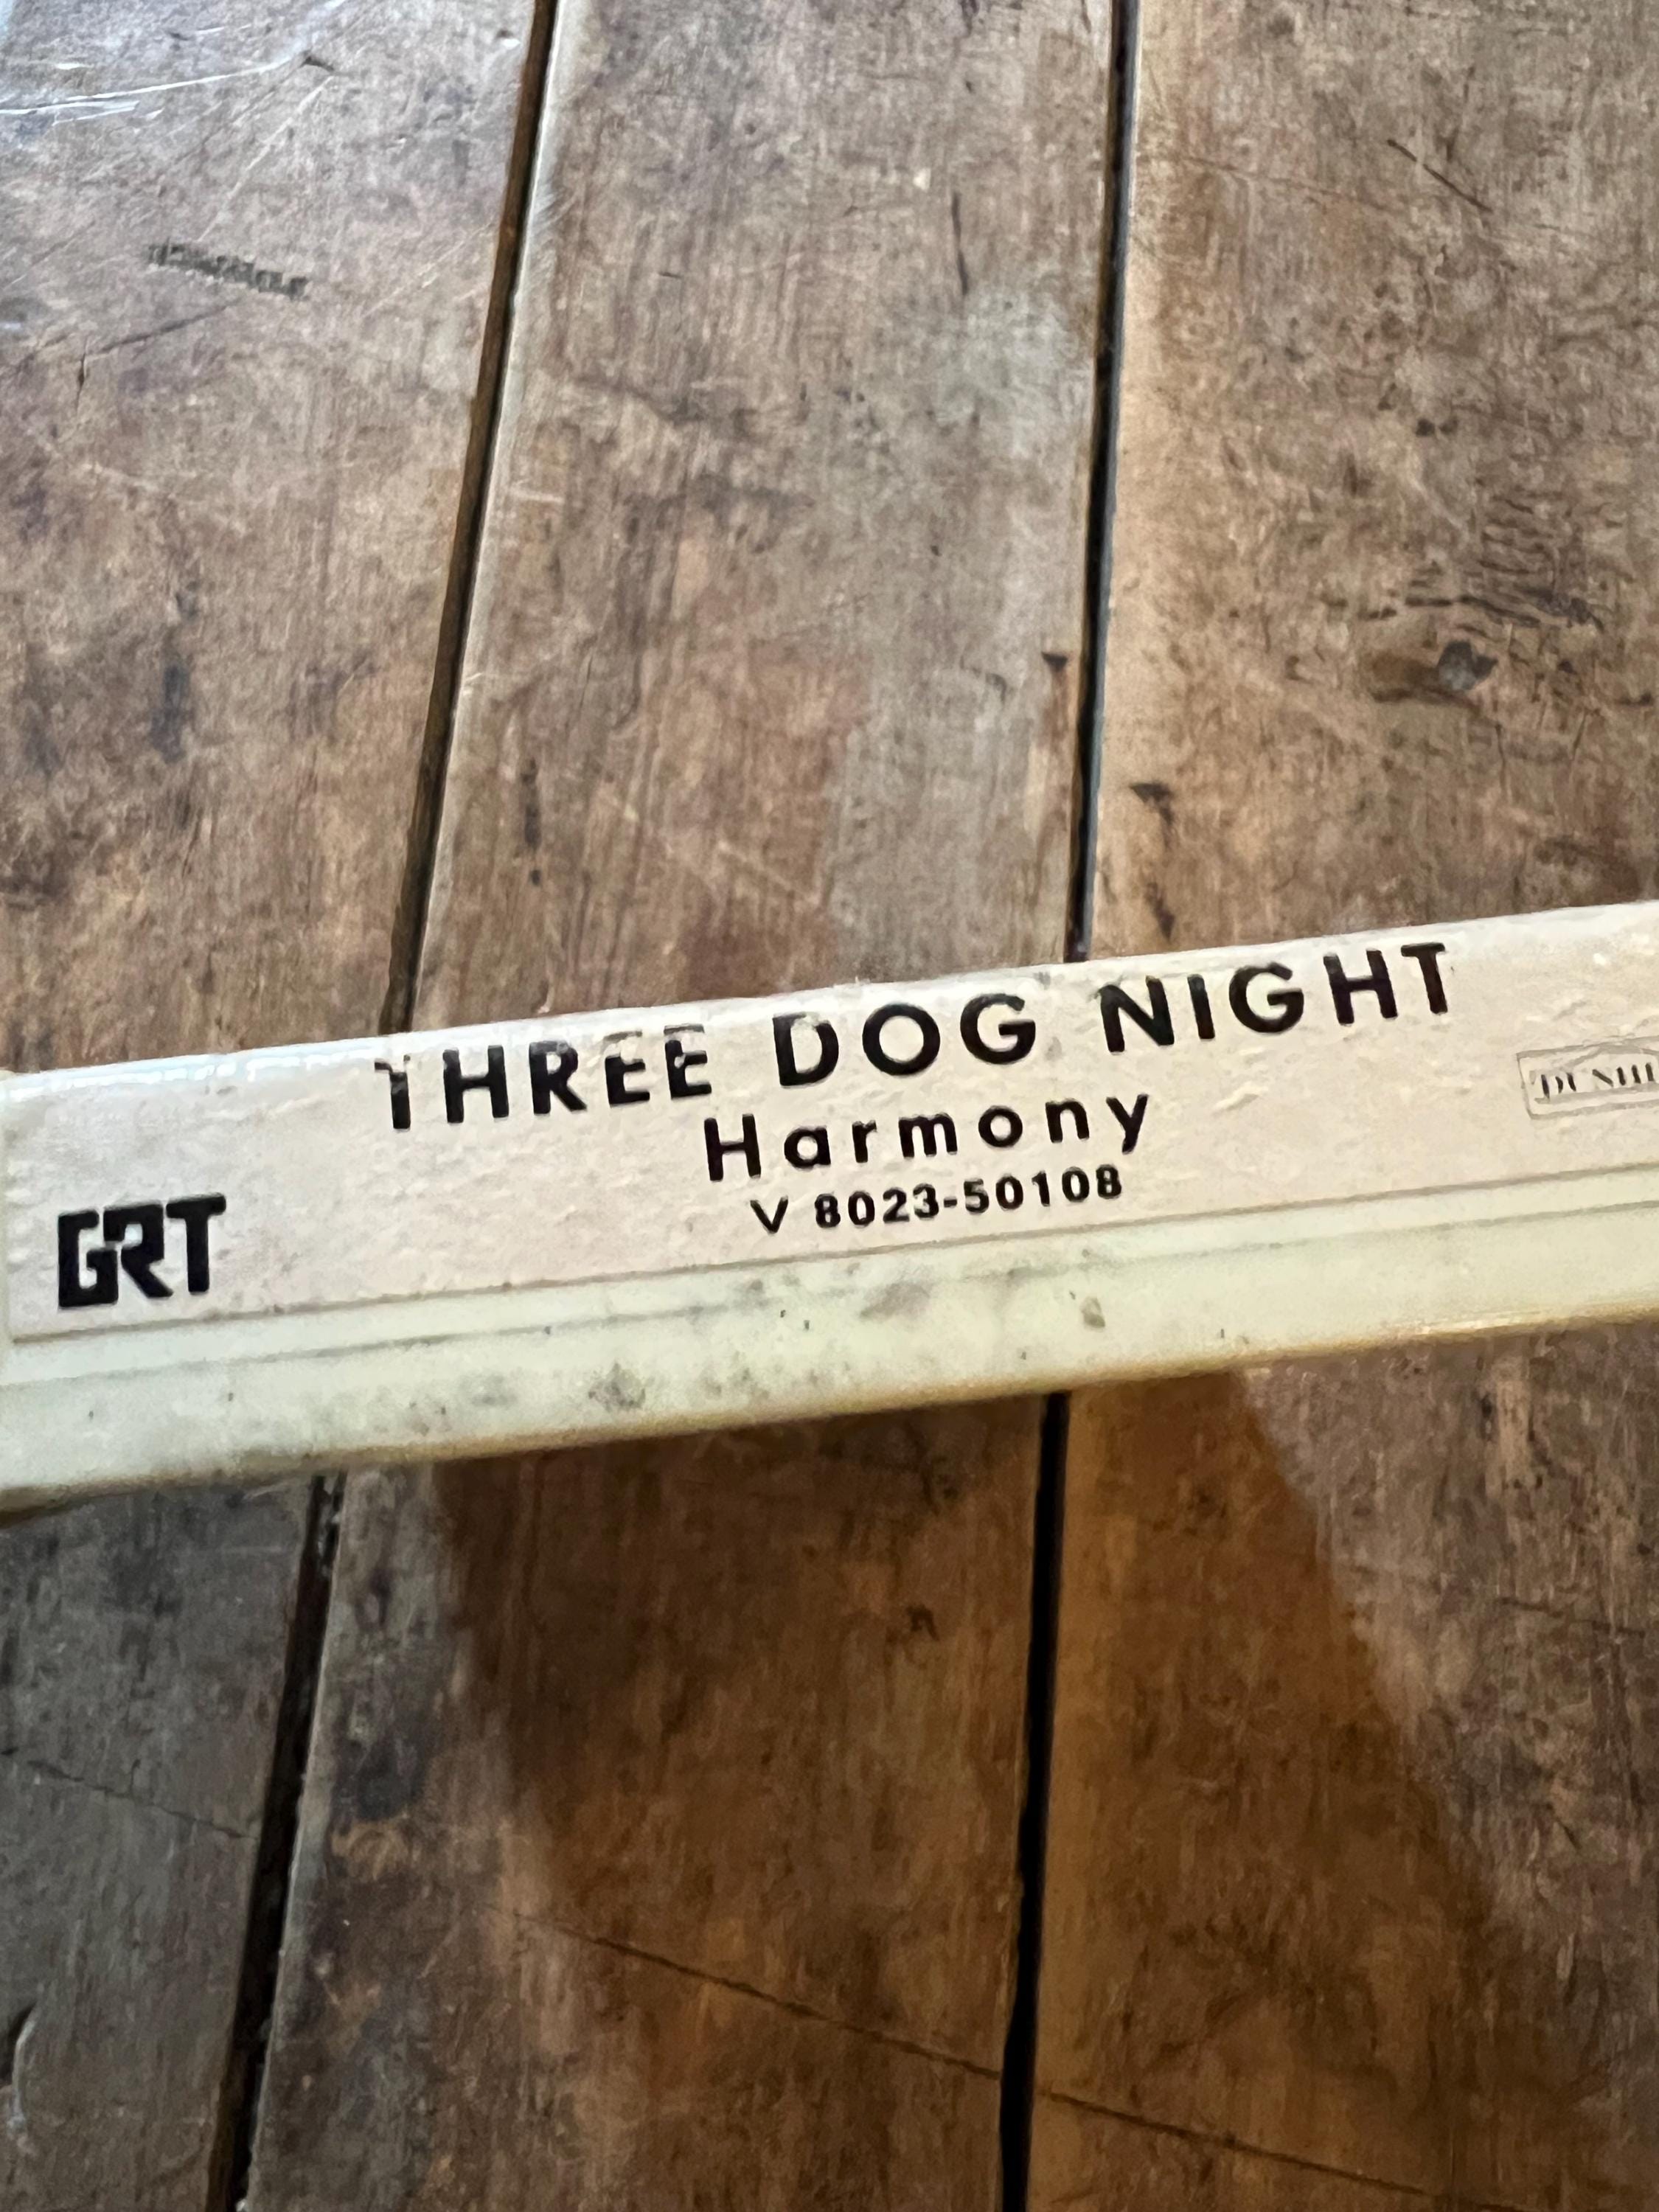 THREE DOG NIGHT
Harmony
V 8023-50108
GRT